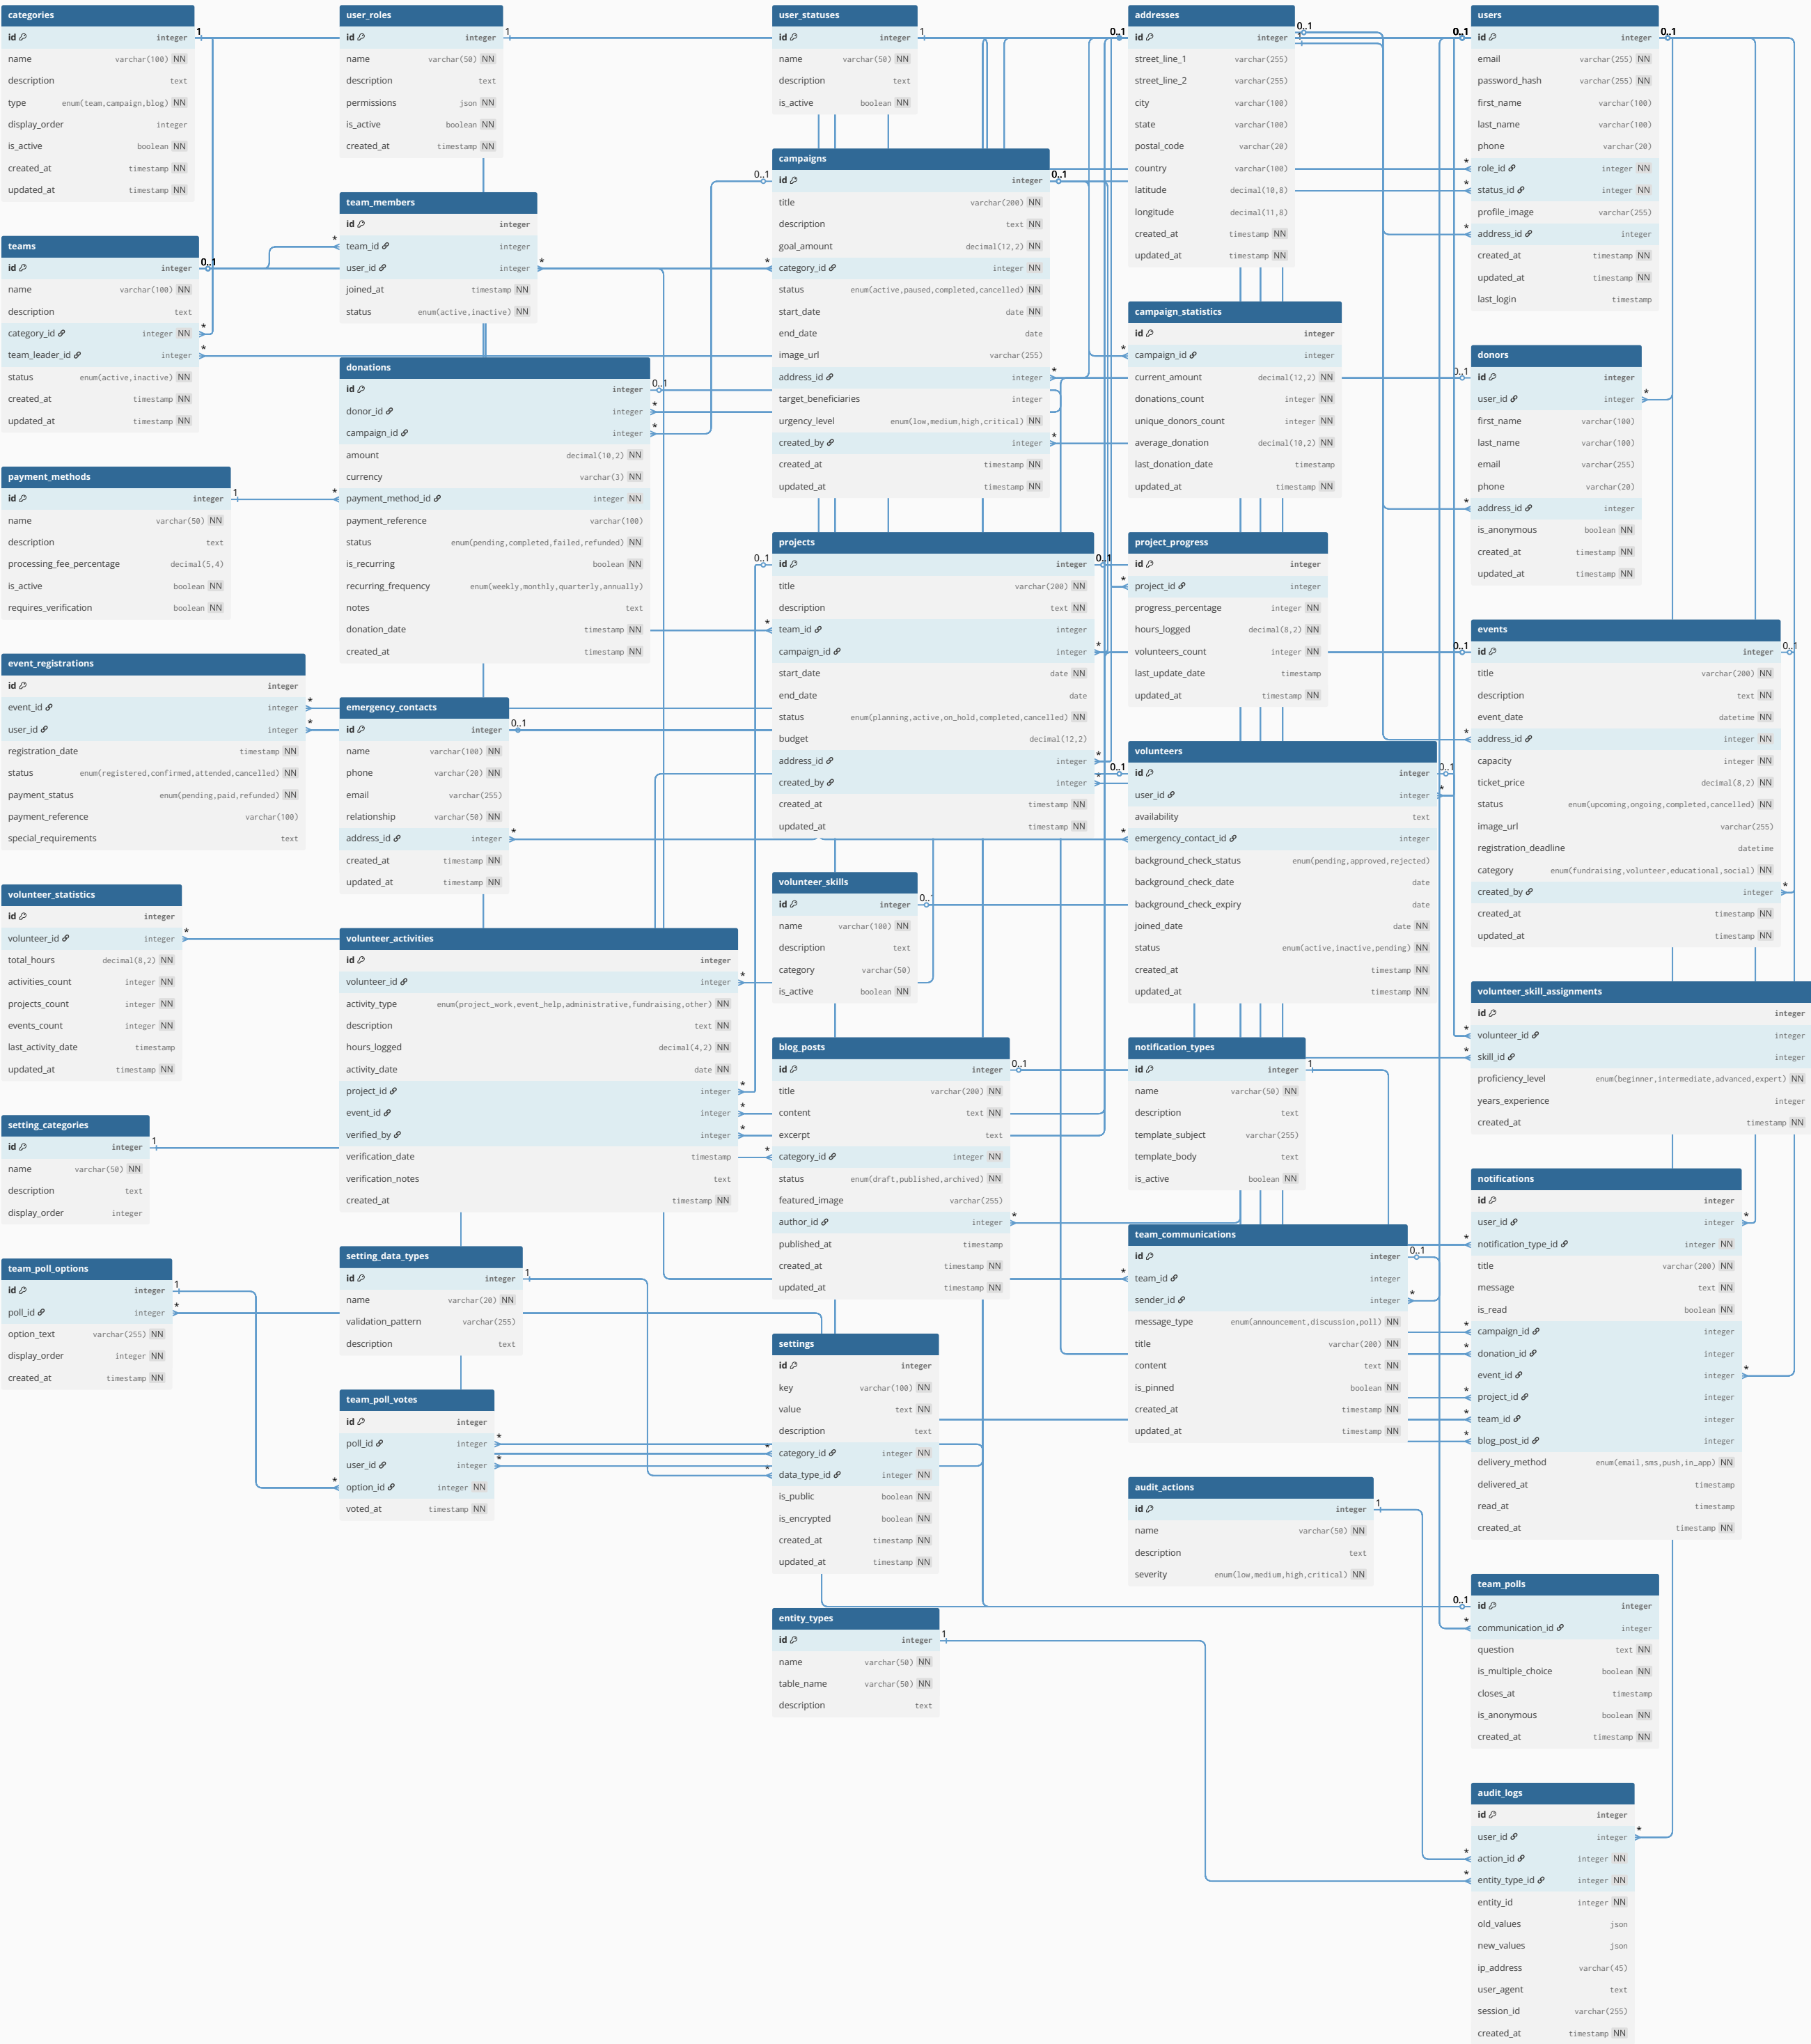 categories
id integer
name varchar(100) NN
description text
type enum(team,campaign,blog) NN
display_order integer
is_active boolean NN
created_at timestamp NN
updated_at timestamp NN
1
teams
id integer
name varchar(100) NN
description text
category_id integer NN
team_leader_id integer
status enum(active,inactive) NN
created_at timestamp NN
updated_at timestamp NN
0..1
*
*
payment_methods
id integer
name varchar(50) NN
description text
processing_fee_percentage decimal(5,4)
is_active boolean NN
requires_verification boolean NN
1
event_registrations
id integer
event_id integer
user_id integer
registration_date timestamp NN
status enum(registered,confirmed,attended,cancelled) NN
payment_status enum(pending,paid,refunded) NN
payment_reference varchar(100)
special_requirements text
*
*
volunteer_statistics
id integer
volunteer_id integer
total_hours decimal(8,2) NN
activities_count integer NN
projects_count integer NN
events_count integer NN
last_activity_date timestamp
updated_at timestamp NN
*
setting_categories
id integer
name varchar(50) NN
description text
display_order integer
1
team_poll_options
id integer
poll_id integer
option_text varchar(255) NN
display_order integer NN
created_at timestamp NN
1
*
user_roles
id integer
name varchar(50) NN
description text
permissions json NN
is_active boolean NN
created_at timestamp NN
1
team_members
id integer
team_id integer
user_id integer
joined_at timestamp NN
status enum(active,inactive) NN
*
*
donations
id integer
donor_id integer
campaign_id integer
amount decimal(10,2) NN
currency varchar(3) NN
payment_method_id integer NN
payment_reference varchar(100)
status enum(pending,completed,failed,refunded) NN
is_recurring boolean NN
recurring_frequency enum(weekly,monthly,quarterly,annually)
notes text
donation_date timestamp NN
created_at timestamp NN
0..1
*
*
*
emergency_contacts
id integer
name varchar(100) NN
phone varchar(20) NN
email varchar(255)
relationship varchar(50) NN
address_id integer
created_at timestamp NN
updated_at timestamp NN
0..1
*
volunteer_activities
id integer
volunteer_id integer
activity_type enum(project_work,event_help,administrative,fundraising,other) NN
description text NN
hours_logged decimal(4,2) NN
activity_date date NN
project_id integer
event_id integer
verified_by integer
verification_date timestamp
verification_notes text
created_at timestamp NN
*
*
*
*
setting_data_types
id integer
name varchar(20) NN
validation_pattern varchar(255)
description text
1
team_poll_votes
id integer
poll_id integer
user_id integer
option_id integer NN
voted_at timestamp NN
*
*
*
user_statuses
id integer
name varchar(50) NN
description text
is_active boolean NN
1
campaigns
id integer
title varchar(200) NN
description text NN
goal_amount decimal(12,2) NN
category_id integer NN
status enum(active,paused,completed,cancelled) NN
start_date date NN
end_date date
image_url varchar(255)
address_id integer
target_beneficiaries integer
urgency_level enum(low,medium,high,critical) NN
created_by integer
created_at timestamp NN
updated_at timestamp NN
0..1
0..1
*
*
*
projects
id integer
title varchar(200) NN
description text NN
team_id integer
campaign_id integer
start_date date NN
end_date date
status enum(planning,active,on_hold,completed,cancelled) NN
budget decimal(12,2)
address_id integer
created_by integer
created_at timestamp NN
updated_at timestamp NN
0..1
0..1
*
*
*
*
volunteer_skills
id integer
name varchar(100) NN
description text
category varchar(50)
is_active boolean NN
blog_posts
id integer
title varchar(200) NN
content text NN
excerpt text
category_id integer NN
status enum(draft,published,archived) NN
featured_image varchar(255)
author_id integer
published_at timestamp
created_at timestamp NN
updated_at timestamp NN
0..1
*
*
settings
id integer
key varchar(100) NN
value text NN
description text
category_id integer NN
data_type_id integer NN
is_public boolean NN
is_encrypted boolean NN
created_at timestamp NN
updated_at timestamp NN
*
*
entity_types
id integer
name varchar(50) NN
table_name varchar(50) NN
description text
1
addresses
id integer
street_line_1 varchar(255)
street_line_2 varchar(255)
city varchar(100)
state varchar(100)
postal_code varchar(20)
country varchar(100)
latitude decimal(10,8)
longitude decimal(11,8)
created_at timestamp NN
updated_at timestamp NN
0..1
0..1
campaign_statistics
id integer
campaign_id integer
current_amount decimal(12,2) NN
donations_count integer NN
unique_donors_count integer NN
average_donation decimal(10,2) NN
last_donation_date timestamp
updated_at timestamp NN
*
project_progress
id integer
project_id integer
progress_percentage integer NN
hours_logged decimal(8,2) NN
volunteers_count integer NN
last_update_date timestamp
updated_at timestamp NN
*
volunteers
id integer
user_id integer
availability text
emergency_contact_id integer
background_check_status enum(pending,approved,rejected)
background_check_date date
background_check_expiry date
joined_date date NN
status enum(active,inactive,pending) NN
created_at timestamp NN
updated_at timestamp NN
0..1
0..1
*
*
notification_types
id integer
name varchar(50) NN
description text
template_subject varchar(255)
template_body text
is_active boolean NN
1
team_communications
id integer
team_id integer
sender_id integer
message_type enum(announcement,discussion,poll) NN
title varchar(200) NN
content text NN
is_pinned boolean NN
created_at timestamp NN
updated_at timestamp NN
0..1
*
*
audit_actions
id integer
name varchar(50) NN
description text
severity enum(low,medium,high,critical) NN
1
users
id integer
email varchar(255) NN
password_hash varchar(255) NN
first_name varchar(100)
last_name varchar(100)
phone varchar(20)
role_id integer NN
status_id integer NN
profile_image varchar(255)
address_id integer
created_at timestamp NN
updated_at timestamp NN
last_login timestamp
0..1
0..1
*
*
*
donors
id integer
user_id integer
first_name varchar(100)
last_name varchar(100)
email varchar(255)
phone varchar(20)
address_id integer
is_anonymous boolean NN
created_at timestamp NN
updated_at timestamp NN
0..1
*
*
events
id integer
title varchar(200) NN
description text NN
event_date datetime NN
address_id integer NN
capacity integer NN
ticket_price decimal(8,2) NN
status enum(upcoming,ongoing,completed,cancelled) NN
image_url varchar(255)
registration_deadline datetime
category enum(fundraising,volunteer,educational,social) NN
created_by integer
created_at timestamp NN
updated_at timestamp NN
0..1
0..1
*
*
volunteer_skill_assignments
id integer
volunteer_id integer
skill_id integer
proficiency_level enum(beginner,intermediate,advanced,expert) NN
years_experience integer
created_at timestamp NN
*
*
notifications
id integer
user_id integer
notification_type_id integer NN
title varchar(200) NN
message text NN
is_read boolean NN
campaign_id integer
donation_id integer
event_id integer
project_id integer
team_id integer
blog_post_id integer
delivery_method enum(email,sms,push,in_app) NN
delivered_at timestamp
read_at timestamp
created_at timestamp NN
*
*
*
*
*
*
*
*
team_polls
id integer
communication_id integer
question text NN
is_multiple_choice boolean NN
closes_at timestamp
is_anonymous boolean NN
created_at timestamp NN
0..1
*
audit_logs
id integer
user_id integer
action_id integer NN
entity_type_id integer NN
entity_id integer NN
old_values json
new_values json
ip_address varchar(45)
user_agent text
session_id varchar(255)
created_at timestamp NN
*
*
*